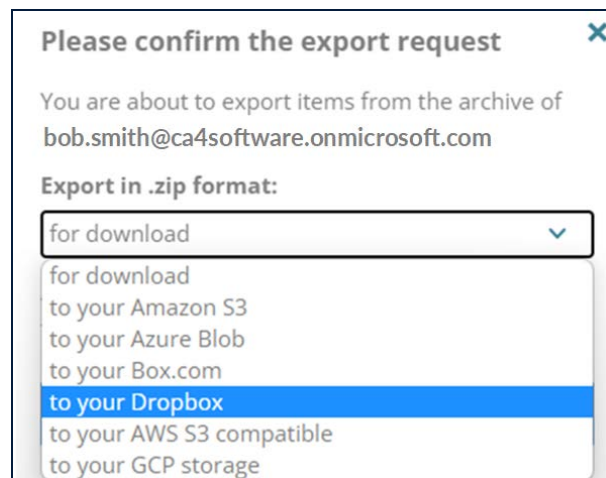 Please confirm the export request
You are about to export items from the archive of
bob.smith@ca4software.onmicrosoft.com
Export in .zip format:
for download
for download
to your Amazon S3
to your Azure Blob
to your Box.com
to your Dropbox
to your AWS S3 compatible
to your GCP storage